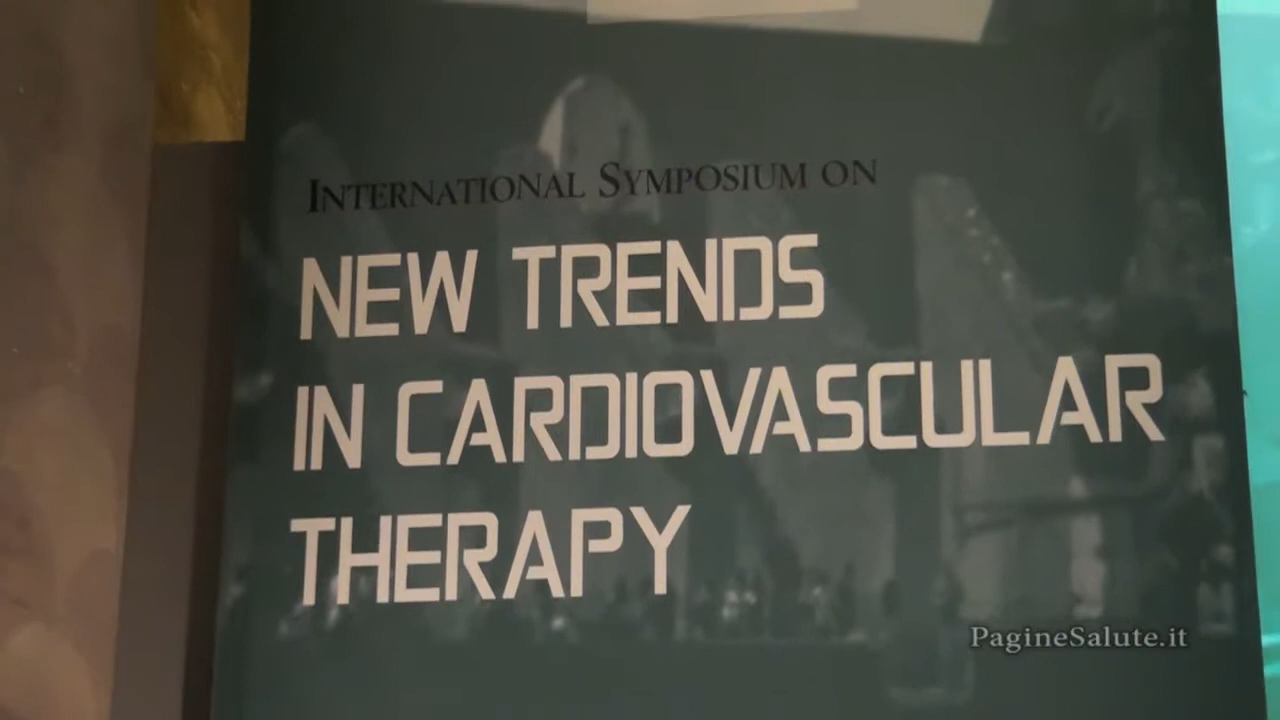 International Symposium on
NEW TRENDS
IN CARDIOVASCULAR
THERAPY
PagineSalute.it